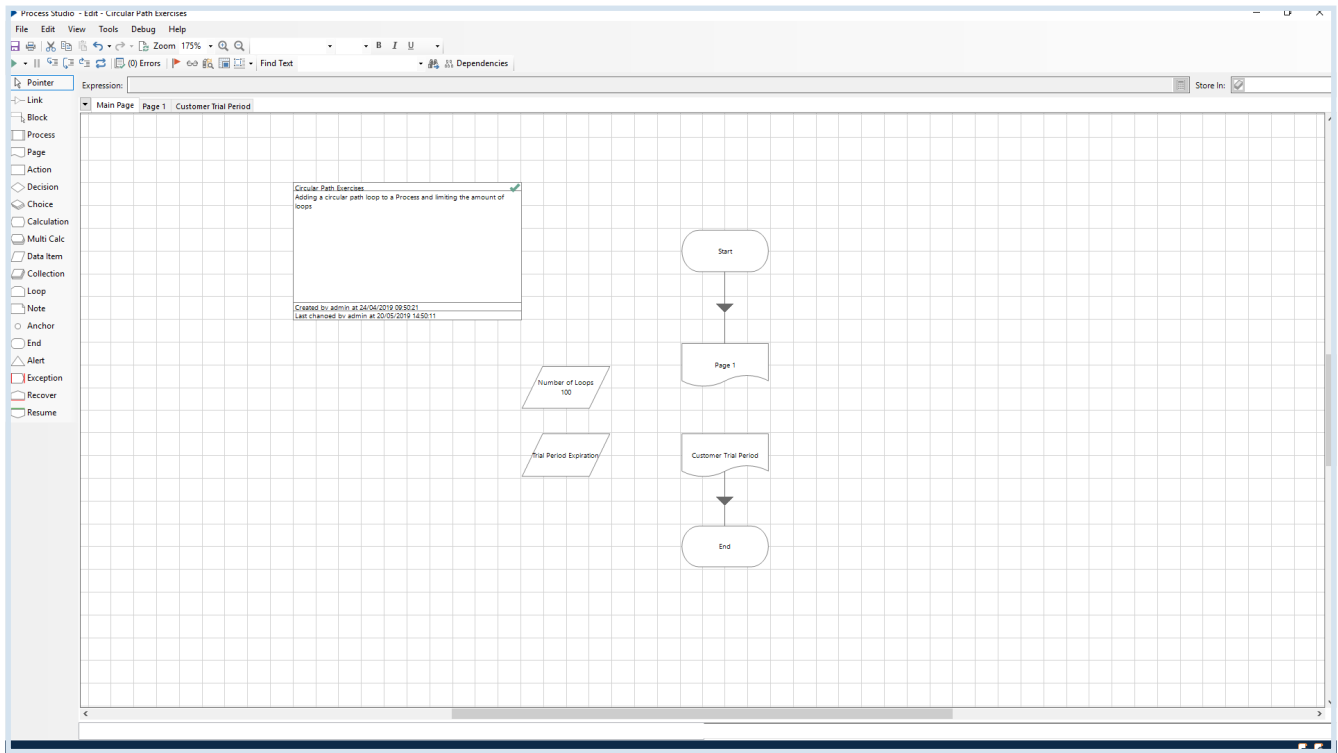 Process Studio - Edit - Circular Path Exercises
File Edit View Tools Debug Help
Zoom 175% B I U
(0) Errors Find Text Dependencies
Pointer
Link
Block
Process
Page
Action
Decision
Choice
Calculation
Multi Calc
Data Item
Collection
Loop
Note
Anchor
End
Alert
Exception
Recover
Resume
Expression: Store In:
Main Page Page 1 Customer Trial Period
Circular Path Exercises
Adding a circular path loop to a Process and limiting the amount of
loops
Created by admin at 24/04/2019 09:50:21
Last changed by admin at 20/05/2019 14:50:11
Start
Page 1
Number of Loops
100
Trial Period Expiration
Customer Trial Period
End